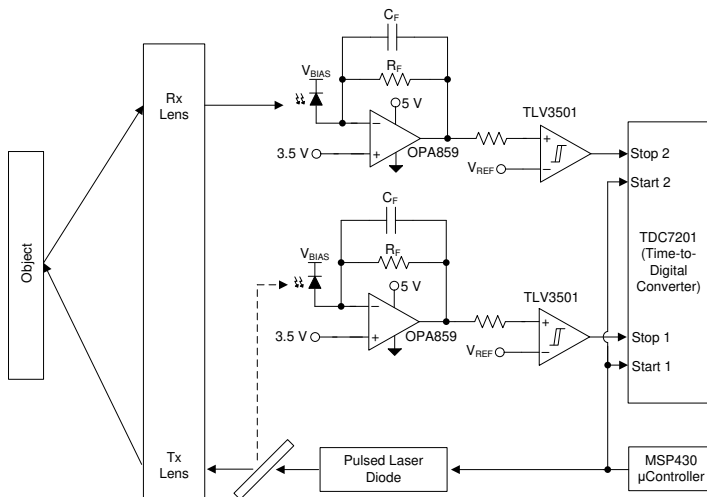 Object
Rx
Lens
Tx
Lens
C_F
R_F
V_BIAS
5 V
3.5 V
−
+
OPA859
TLV3501
+
−
V_REF
C_F
R_F
V_BIAS
5 V
3.5 V
−
+
OPA859
TLV3501
+
−
V_REF
Stop 2
Start 2
TDC7201
(Time-to-
Digital
Converter)
Stop 1
Start 1
Pulsed Laser
Diode
MSP430
µController